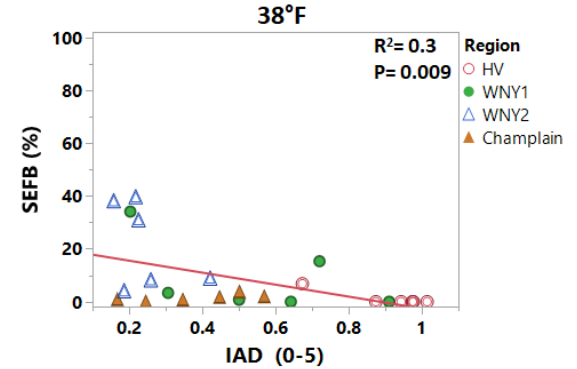 38°F
100
80
60
40
20
0
SEFB (%)
R²= 0.3
P= 0.009
Region
HV
WNY1
WNY2
Champlain
0.2 0.4 0.6 0.8 1
IAD (0-5)